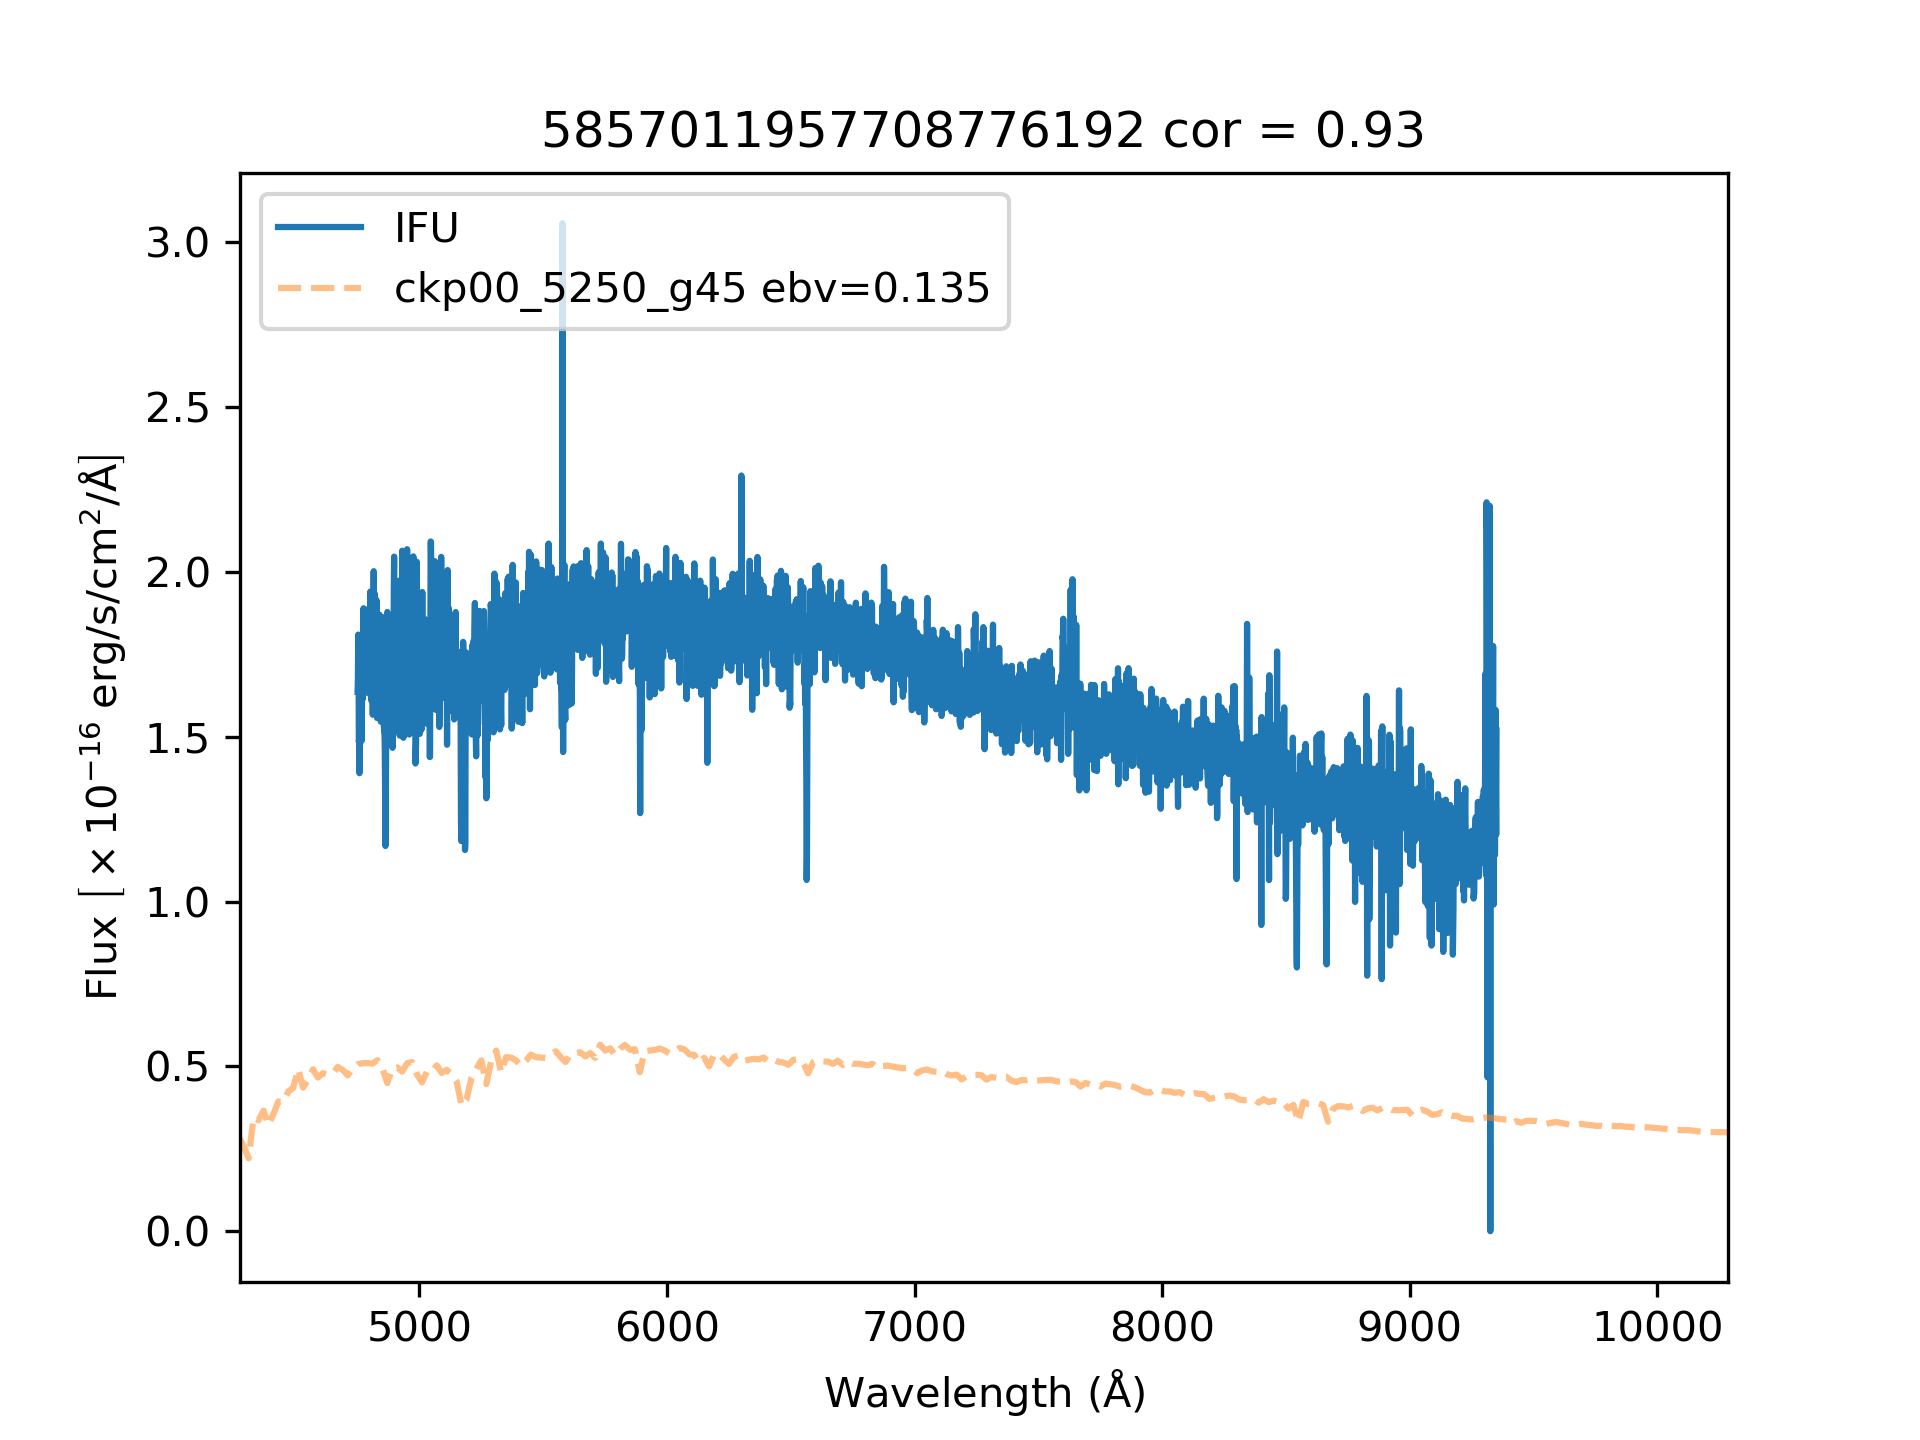 5857011957708776192 cor = 0.93
IFU
ckp00_5250_g45 ebv=0.135
3.0
2.5
2.0
1.5
1.0
0.5
0.0
Flux [×10⁻¹⁶ erg/s/cm²/Å]
5000 6000 7000 8000 9000 10000
Wavelength (Å)